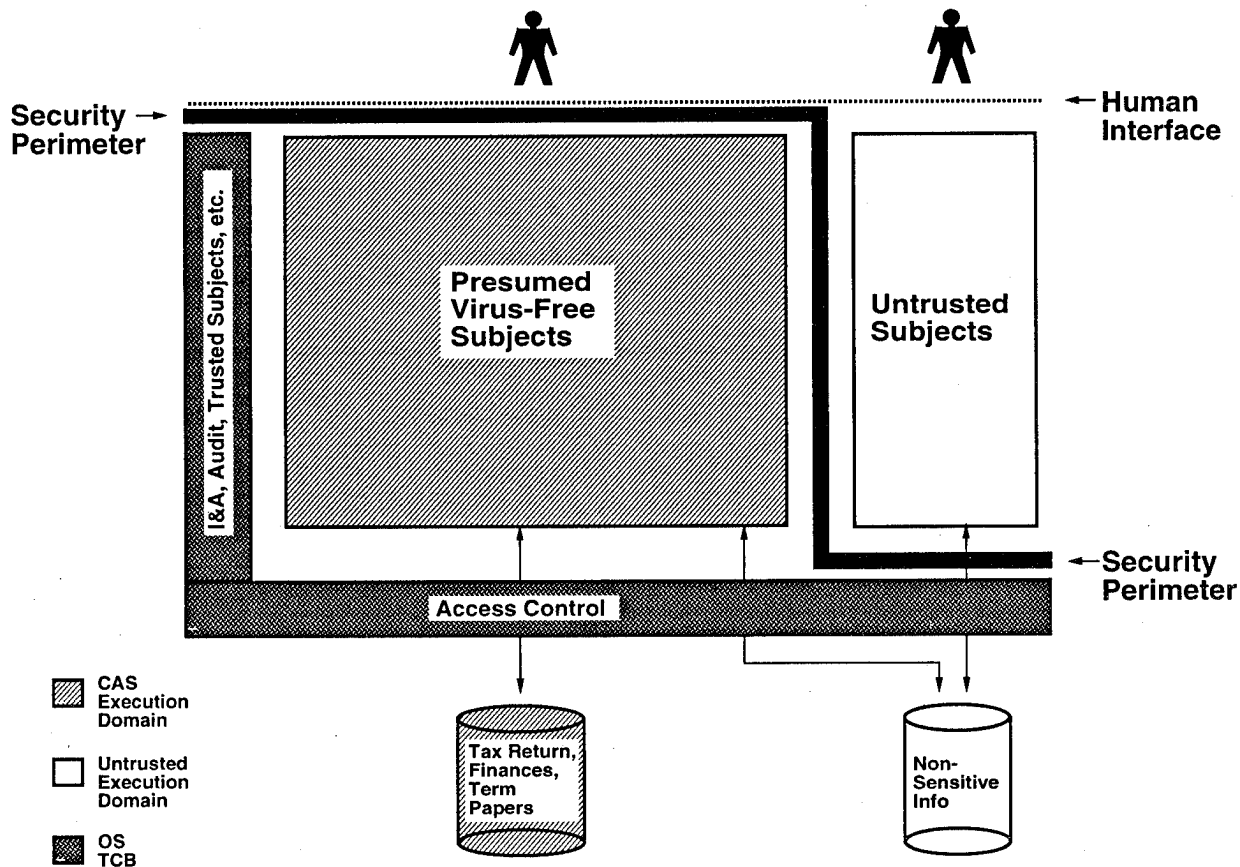 Security
Perimeter
Human
Interface
I&A, Audit, Trusted Subjects, etc.
Presumed
Virus-Free
Subjects
Untrusted
Subjects
Security
Perimeter
Access Control
CAS
Execution
Domain
Untrusted
Execution
Domain
OS
TCB
Tax Return,
Finances,
Term
Papers
Non-
Sensitive
Info